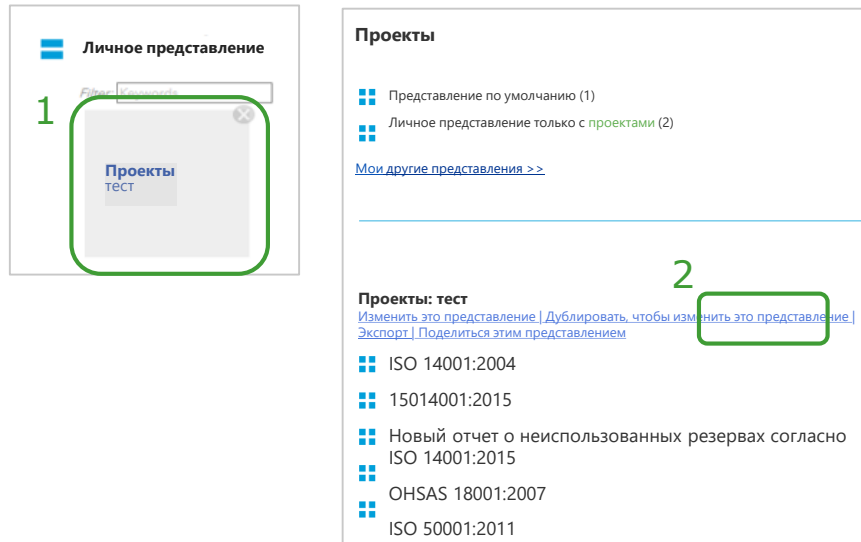 Личное представление
Filter: Keywords
1
Проекты
тест
Проекты
Представление по умолчанию (1)
Личное представление только с проектами (2)
Мои другие представления >>
2
Проекты: тест
Изменить это представление | Дублировать, чтобы изменить это представление |
Экспорт | Поделиться этим представлением
ISO 14001:2004
15014001:2015
Новый отчет о неиспользованных резервах согласно
ISO 14001:2015
OHSAS 18001:2007
ISO 50001:2011